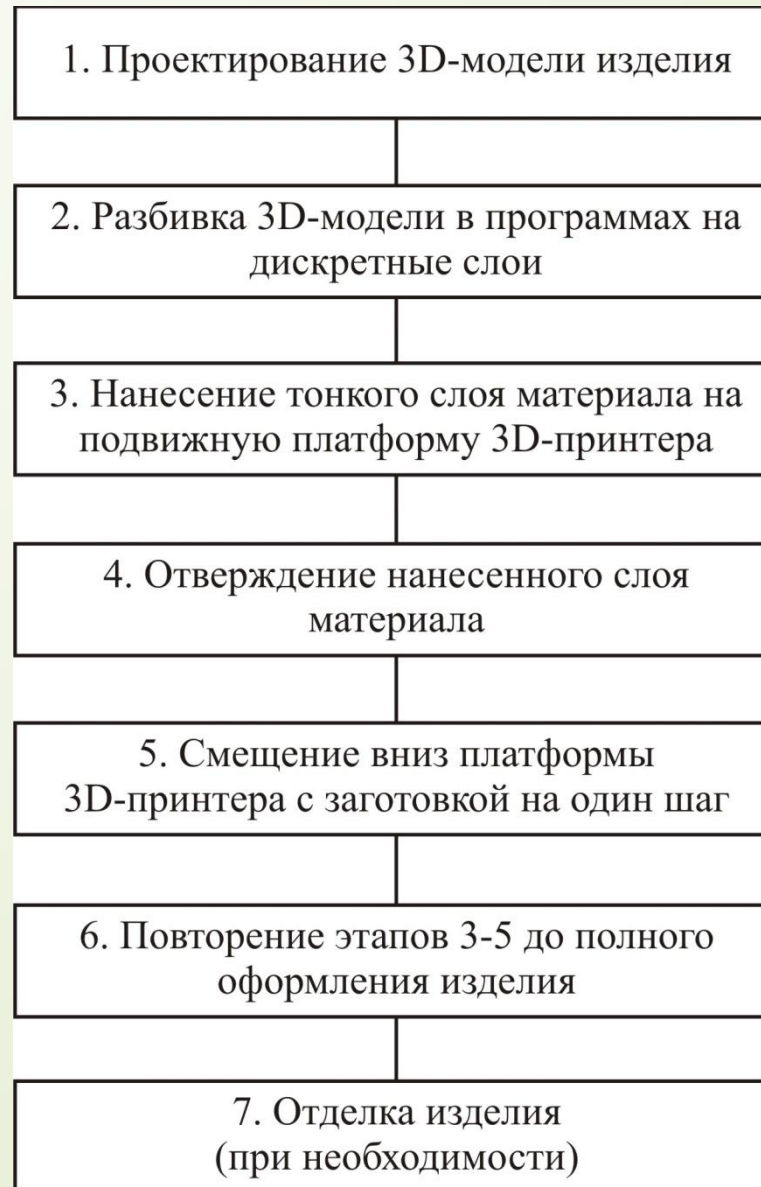 1. Проектирование 3D-модели изделия
2. Разбивка 3D-модели в программах на
дискретные слои
3. Нанесение тонкого слоя материала на
подвижную платформу 3D-принтера
4. Отверждение нанесенного слоя
материала
5. Смещение вниз платформы
3D-принтера с заготовкой на один шаг
6. Повторение этапов 3-5 до полного
оформления изделия
7. Отделка изделия
(при необходимости)